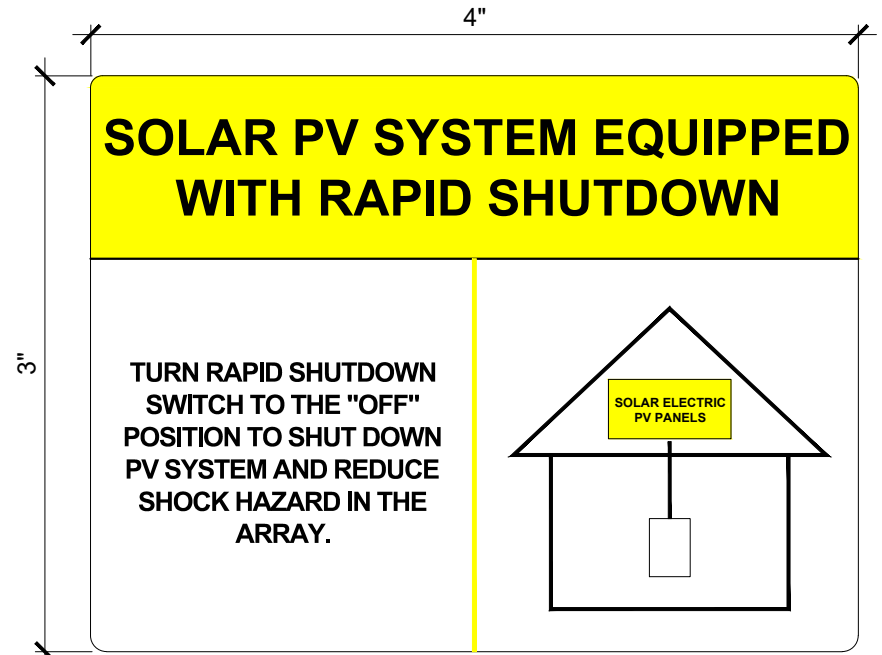 4"
SOLAR PV SYSTEM EQUIPPED
WITH RAPID SHUTDOWN
3"
TURN RAPID SHUTDOWN
SWITCH TO THE "OFF"
POSITION TO SHUT DOWN
PV SYSTEM AND REDUCE
SHOCK HAZARD IN THE
ARRAY.
SOLAR ELECTRIC
PV PANELS